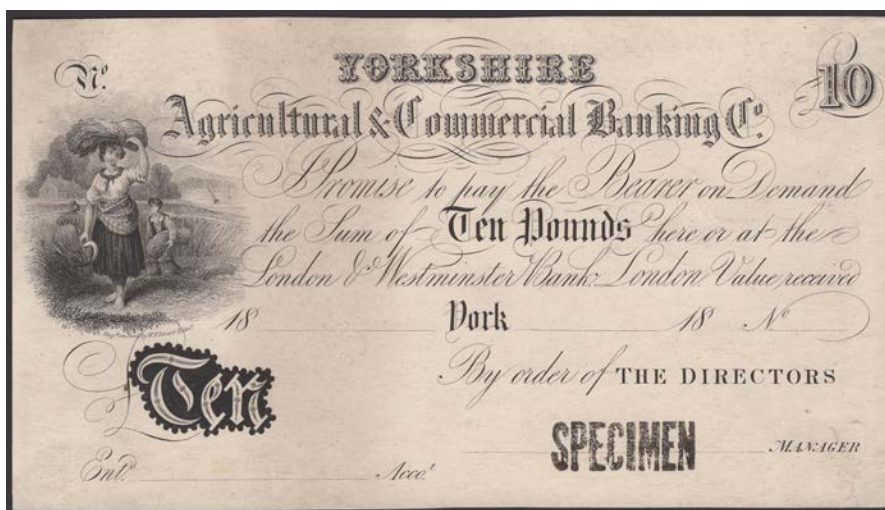 Nº
YORKSHIRE
£10
Agricultural & Commercial Banking Cº.
I Promise to pay the Bearer on Demand
the Sum of Ten Pounds here or at the
London & Westminster Bank, London, Value received
18 York 18 Nº
£Ten
By order of THE DIRECTORS
SPECIMEN MANAGER
Entᵈ. Accoᵗ